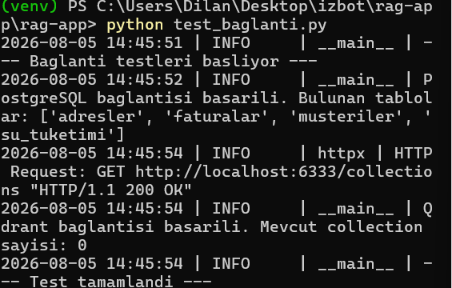 (venv) PS C:\Users\Dilan\Desktop\izbot\rag-ap
p\rag-app> python test_baglanti.py
2026-08-05 14:45:51 | INFO     | __main__ | -
-- Baglanti testleri basliyor ---
2026-08-05 14:45:52 | INFO     | __main__ | P
ostgreSQL baglantisi basarili. Bulunan tablol
ar: ['adresler', 'faturalar', 'musteriler', '
su_tuketimi']
2026-08-05 14:45:54 | INFO     | httpx | HTTP
 Request: GET http://localhost:6333/collectio
ns "HTTP/1.1 200 OK"
2026-08-05 14:45:54 | INFO     | __main__ | Q
drant baglantisi basarili. Mevcut collection
sayisi: 0
2026-08-05 14:45:54 | INFO     | __main__ | -
-- Test tamamlandi ---